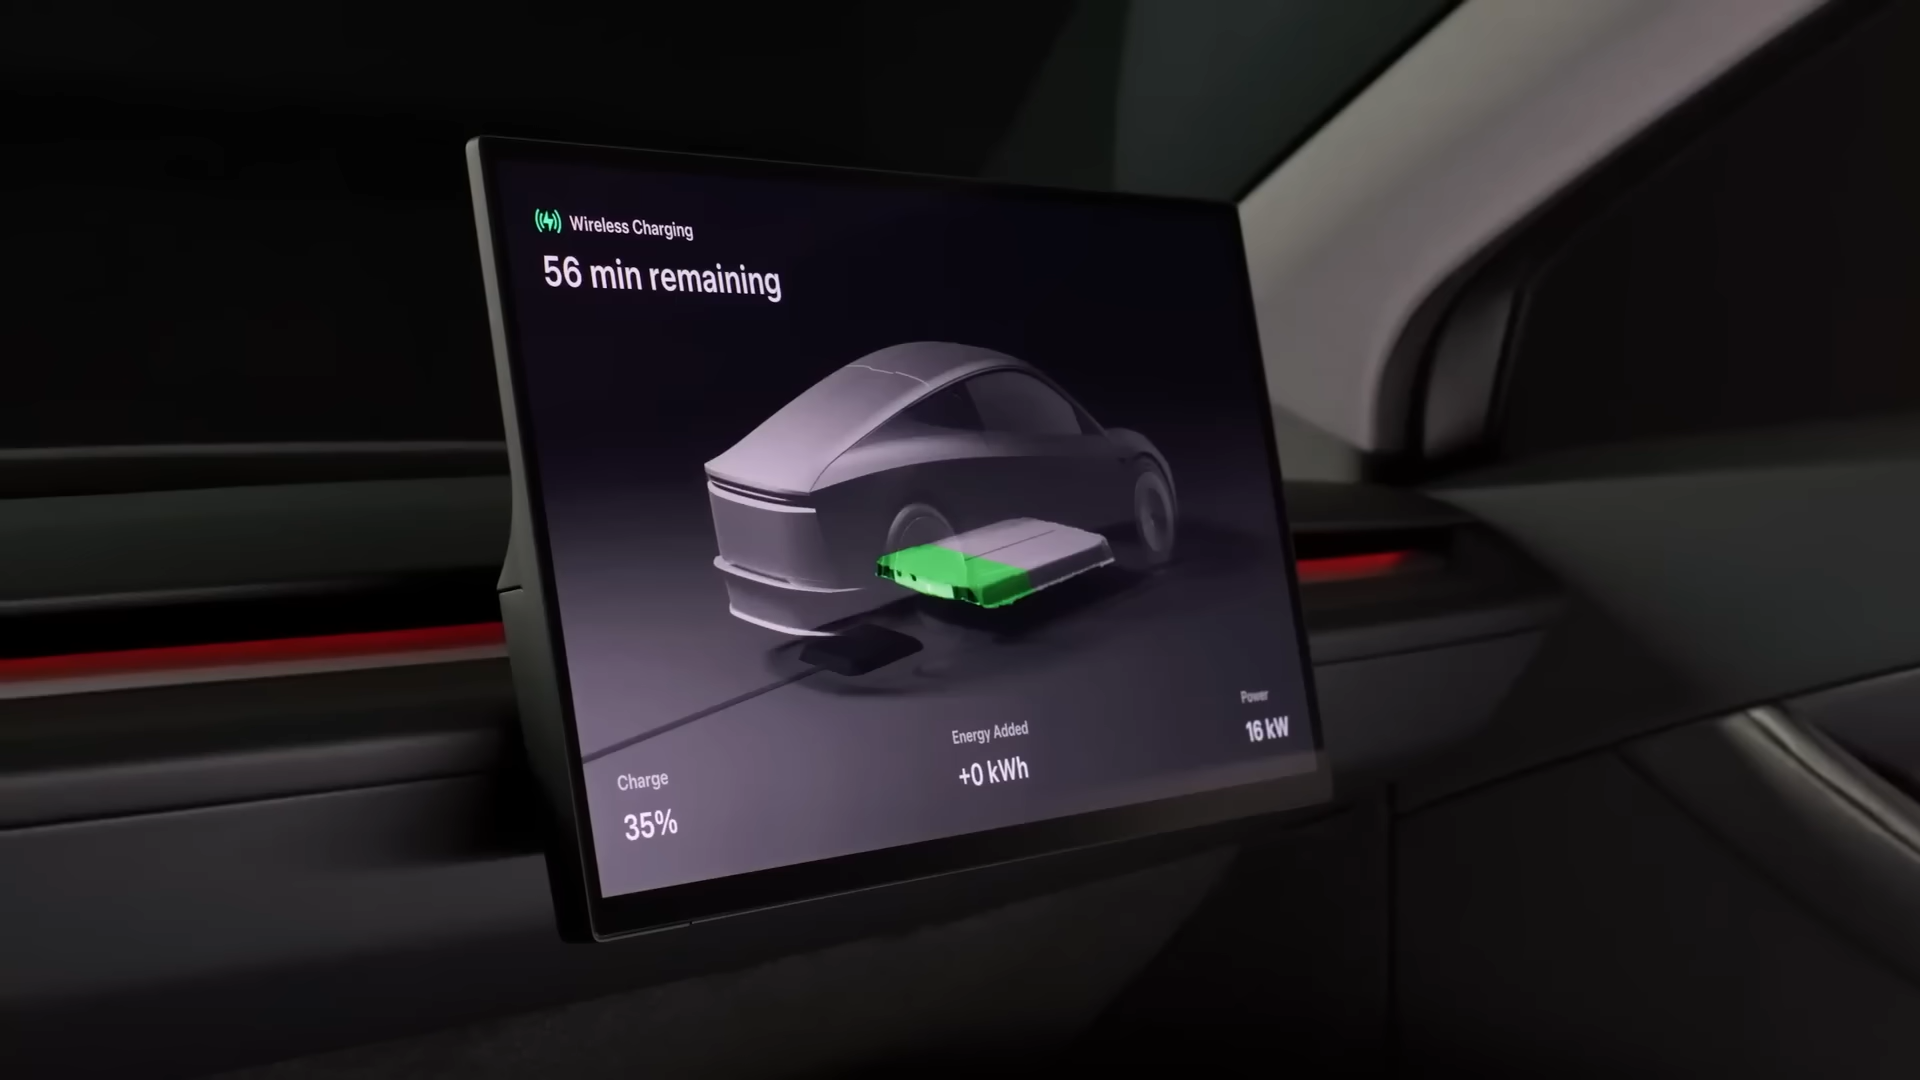 Wireless Charging
56 min remaining
Charge
35%
Energy Added
+0 kWh
Power
16 kW